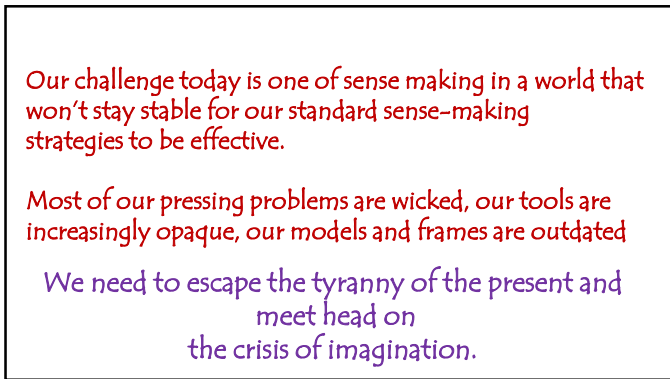 Our challenge today is one of sense making in a world that
won't stay stable for our standard sense-making
strategies to be effective.
Most of our pressing problems are wicked, our tools are
increasingly opaque, our models and frames are outdated
We need to escape the tyranny of the present and
meet head on
the crisis of imagination.